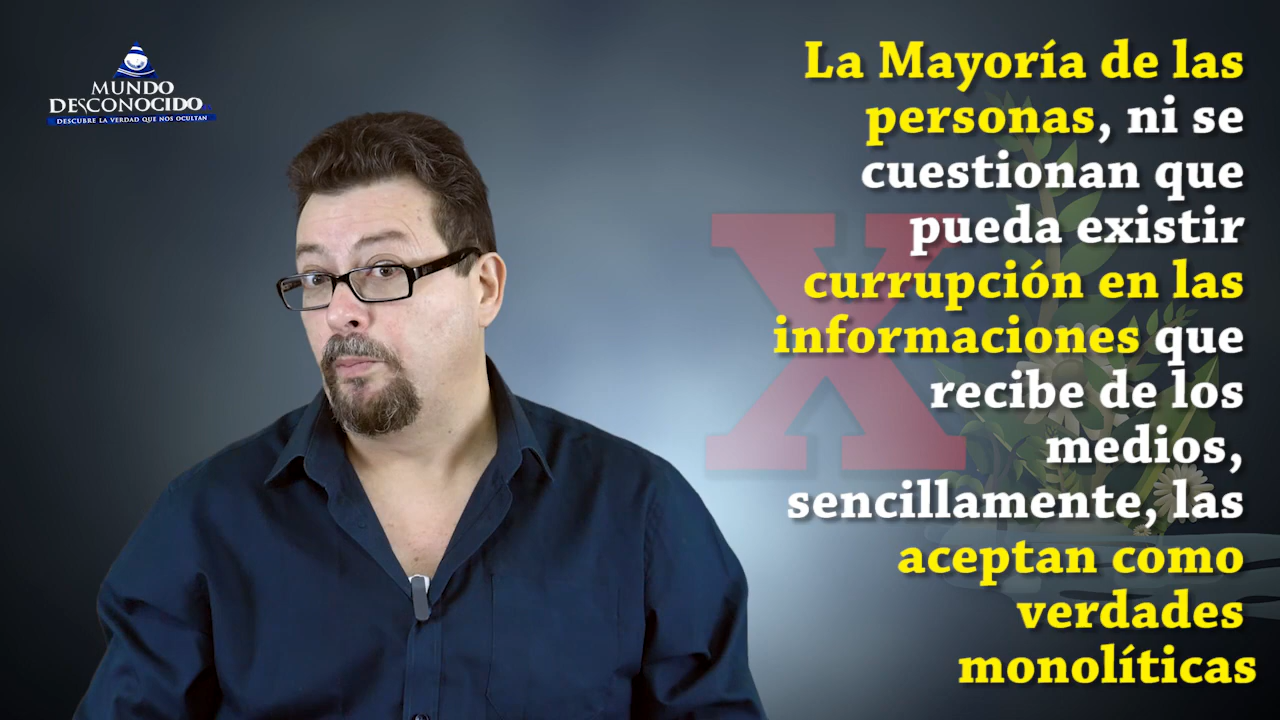 MUNDO
DESCONOCIDO
DESCUBRE LA VERDAD QUE NOS OCULTAN
La Mayoría de las
personas, ni se
cuestionan que
pueda existir
currupción en las
informaciones que
recibe de los
medios,
sencillamente, las
aceptan como
verdades
monolíticas
X